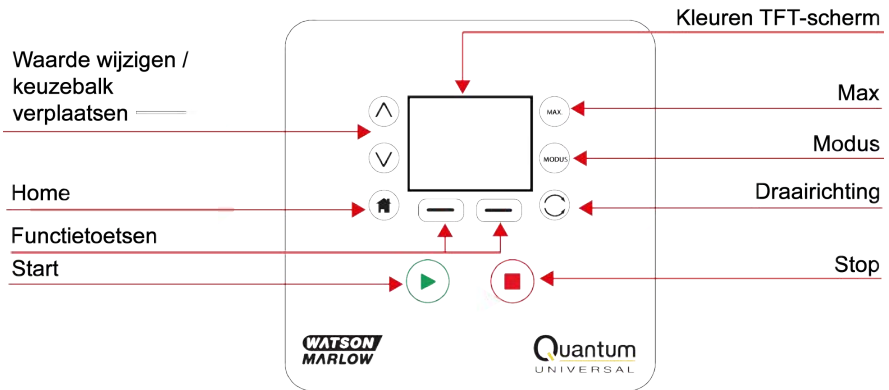 Kleuren TFT-scherm
Waarde wijzigen /
keuzebalk
verplaatsen
MAX
Max
MODUS
Modus
Home
Draairichting
Functietoetsen
Start
Stop
WATSON
MARLOW
Quantum
UNIVERSAL